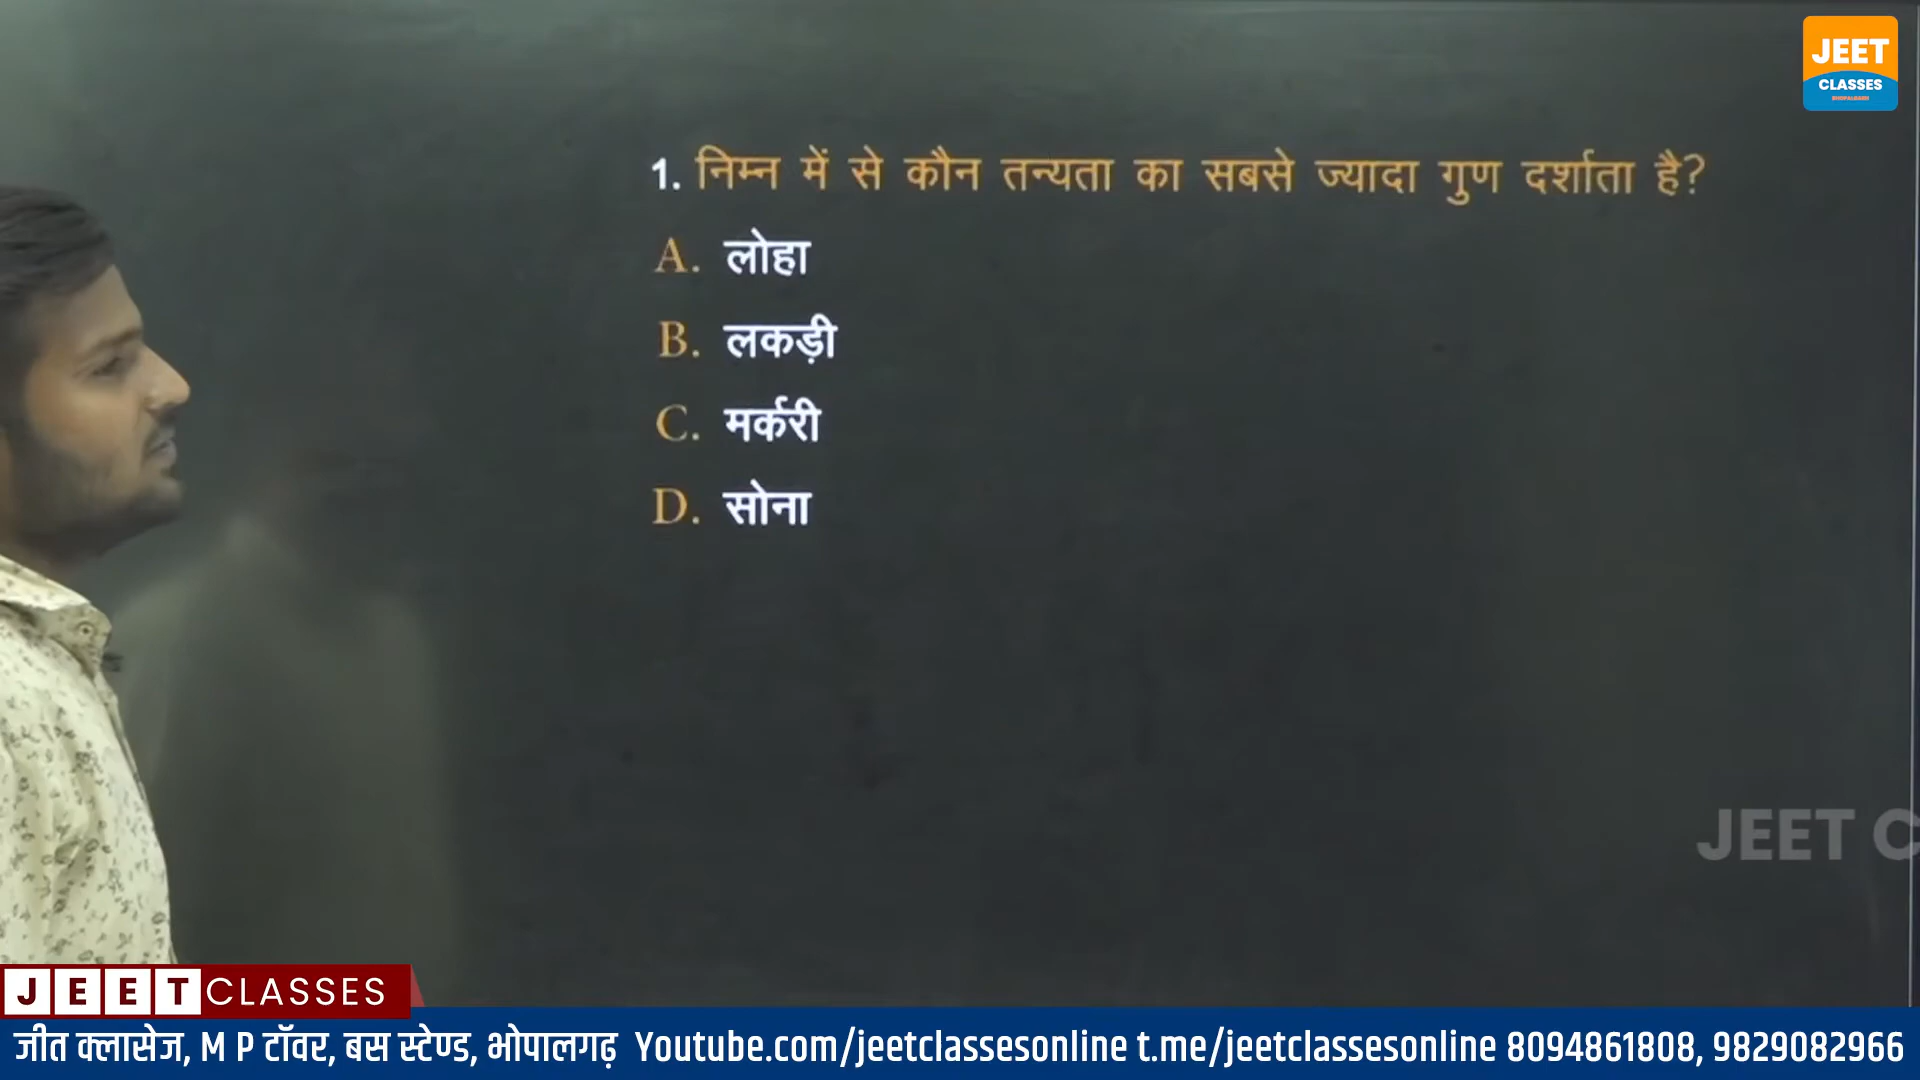 JEET
CLASSES
1. निम्न में से कौन तन्यता का सबसे ज्यादा गुण दर्शाता है?
A. लोहा
B. लकड़ी
C. मर्करी
D. सोना
JEET C
JEET CLASSES
जीत क्लासेज, M P टॉवर, बस स्टेण्ड, भोपालगढ़ Youtube.com/jeetclassesonline t.me/jeetclassesonline 8094861808, 9829082966